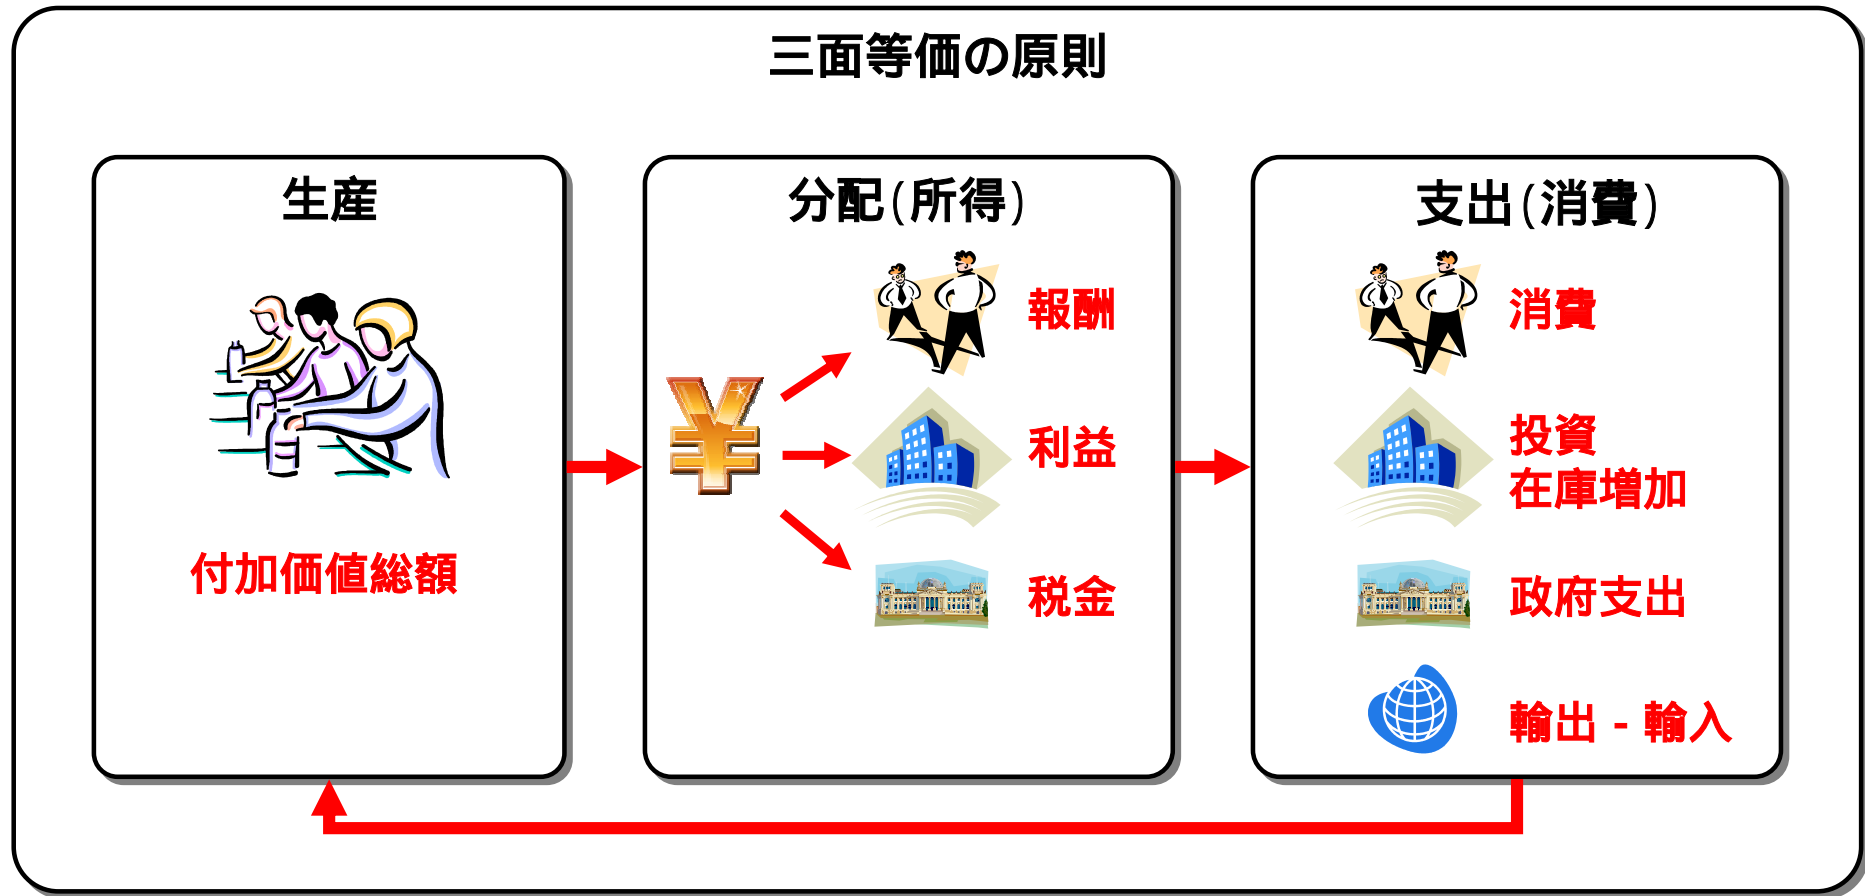 三面等価の原則
生産
付加価値総額
分配(所得)
報酬
利益
税金
支出(消費)
消費
投資
在庫増加
政府支出
輸出 - 輸入